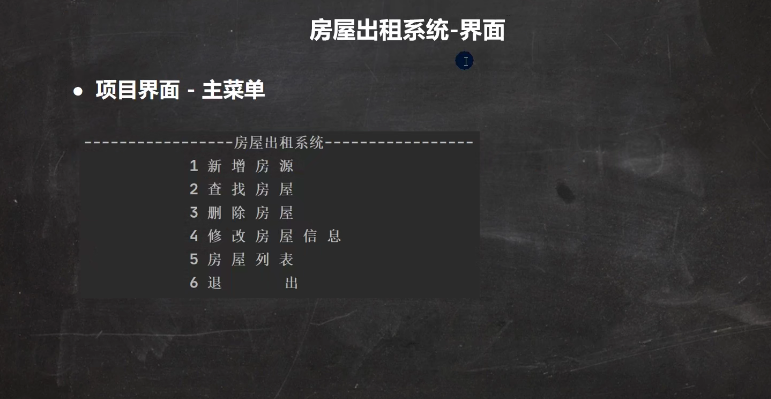 房屋出租系统-界面
● 项目界面 - 主菜单
-----------------房屋出租系统-----------------
1 新 增 房 源
2 查 找 房 屋
3 删 除 房 屋
4 修 改 房 屋 信 息
5 房 屋 列 表
6 退       出